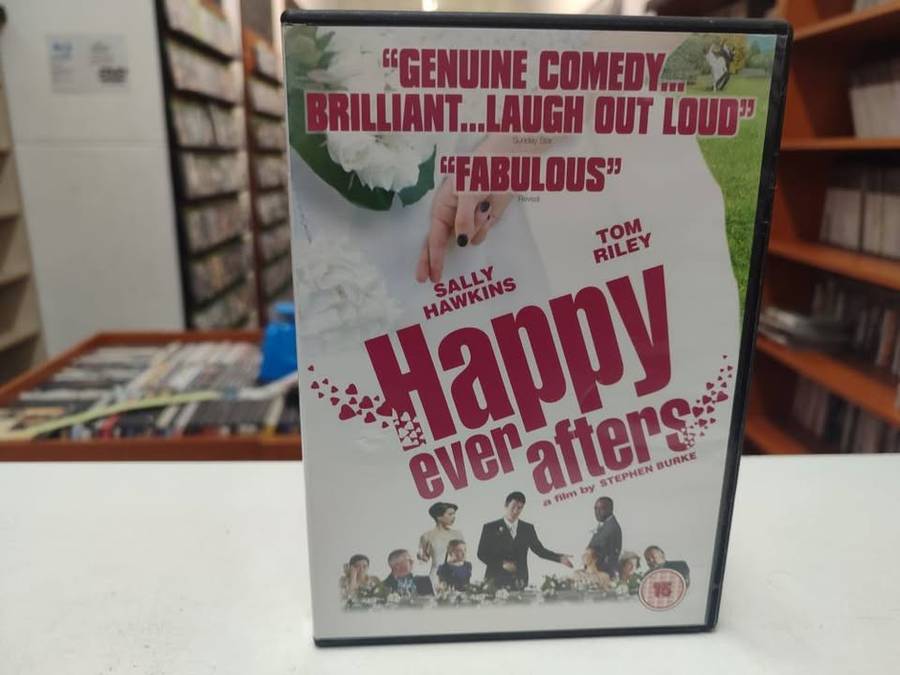 “GENUINE COMEDY...
BRILLIANT...LAUGH OUT LOUD”
Sunday Star
“FABULOUS”
Reveal
SALLY
HAWKINS
TOM
RILEY
Happy
ever afters
a film by STEPHEN BURKE
15